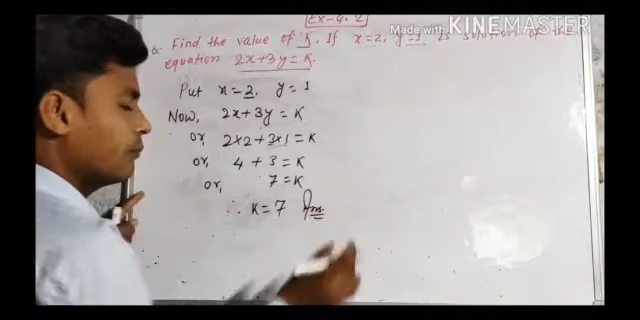 Ex-4.2
Made with KINEMASTER
Q. Find the value of K. If x=2, y=1 is solution of the
equation 2x+3y=K.
Put x=2, y=1
Now, 2x+3y=K
or, 2×2+3×1=K
or, 4+3=K
or, 7=K
∴ K=7 Ans.